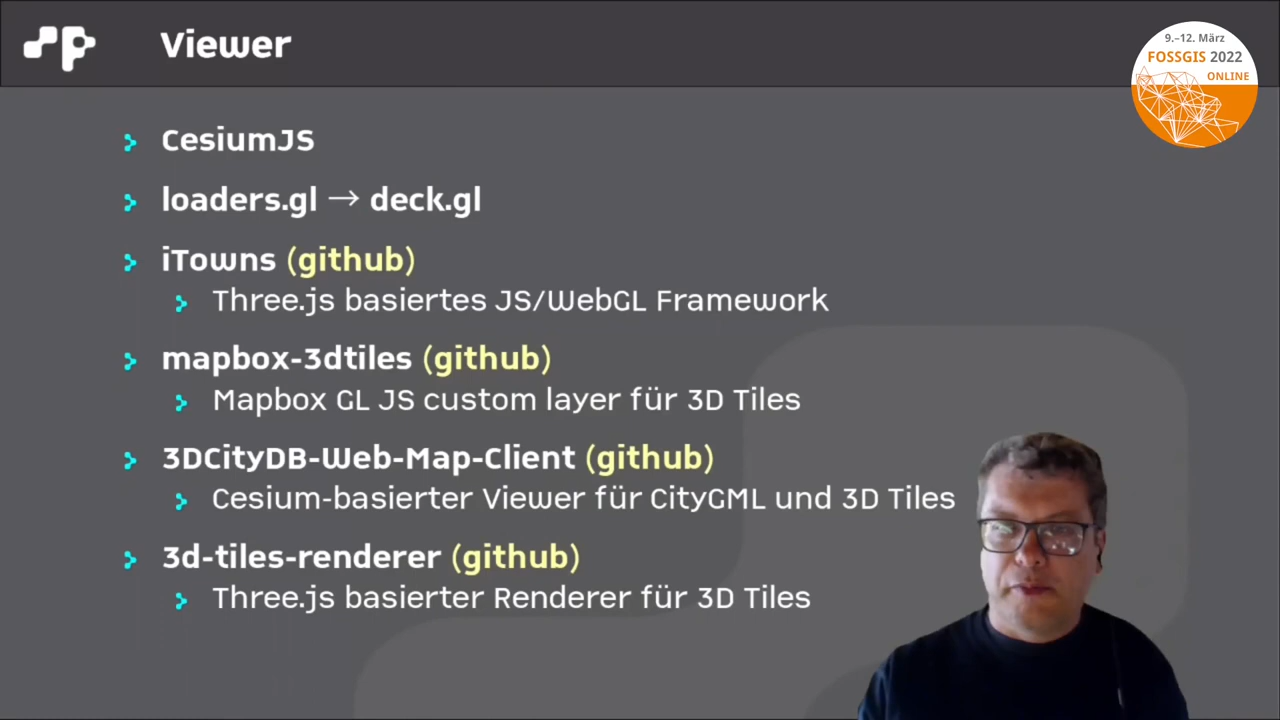 Viewer
9.–12. März
FOSSGIS 2022
ONLINE
CesiumJS
loaders.gl → deck.gl
iTowns (github)
Three.js basiertes JS/WebGL Framework
mapbox-3dtiles (github)
Mapbox GL JS custom layer für 3D Tiles
3DCityDB-Web-Map-Client (github)
Cesium-basierter Viewer für CityGML und 3D Tiles
3d-tiles-renderer (github)
Three.js basierter Renderer für 3D Tiles